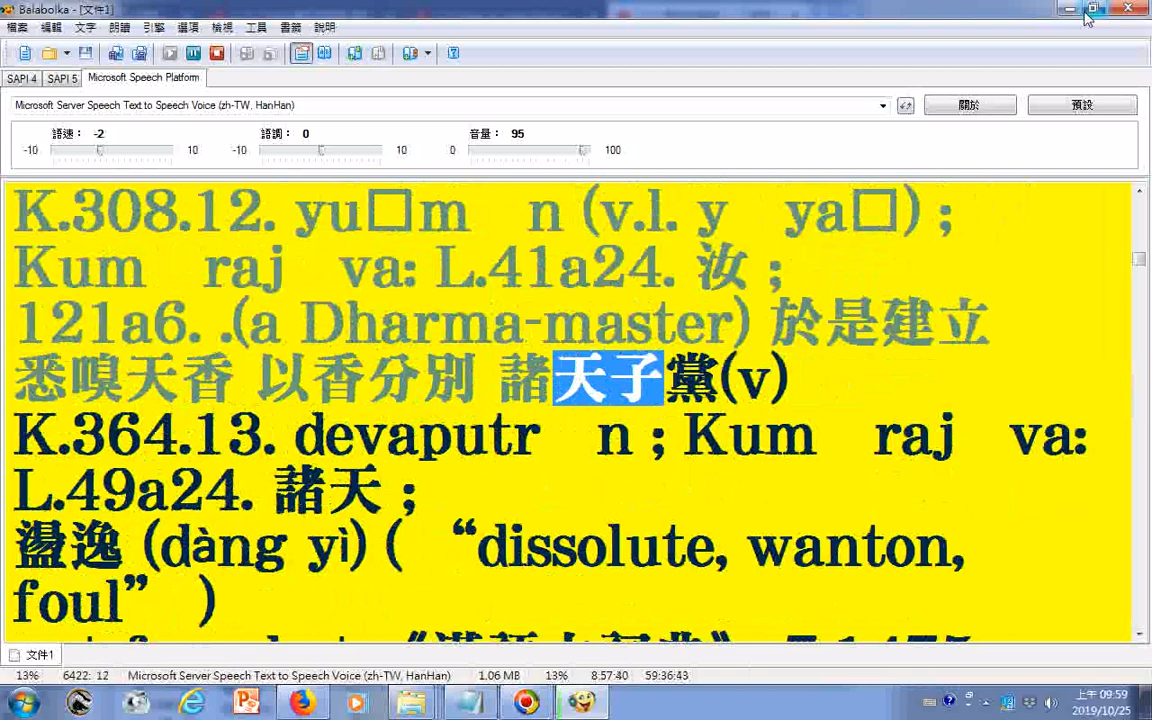 Balabolka - [文件1]
檔案 編輯 文字 朗讀 引擎 選項 檢視 工具 書籤 說明
SAPI 4 SAPI 5 Microsoft Speech Platform
Microsoft Server Speech Text to Speech Voice (zh-TW, HanHan) 關於 預設
語速： -2 語調： 0 音量： 95
-10 10 -10 10 0 100
K.308.12. yu□m n (v.l. y ya□) ;
Kum raj va: L.41a24. 汝 ;
121a6. .(a Dharma-master) 於是建立
悉嗅天香 以香分別 諸天子黨(v)
K.364.13. devaputr n ; Kum raj va:
L.49a24. 諸天 ;
盪逸 (dàng yì) ( “dissolute, wanton,
foul” )
文件1
13% 6422: 12 Microsoft Server Speech Text to Speech Voice (zh-TW, HanHan) 1.06 MB 13% 8:57:40 59:36:43
上午 09:59
2019/10/25